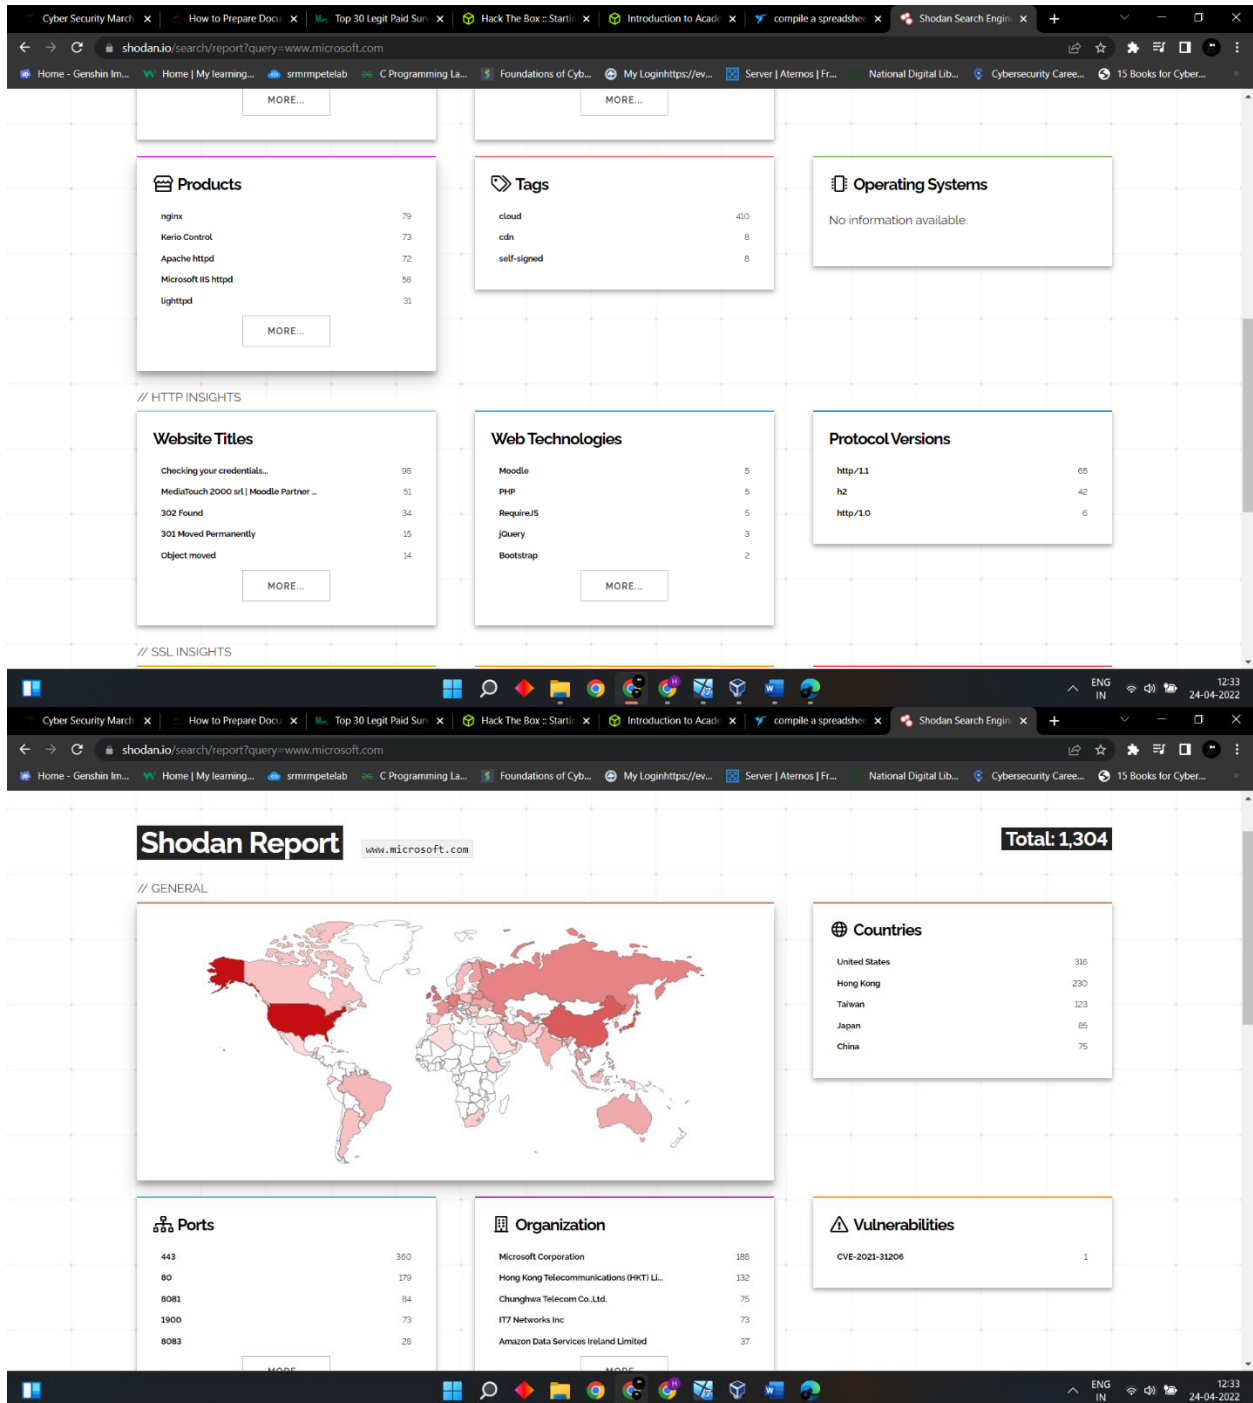 Cyber Security March
How to Prepare Docu
Top 30 Legit Paid Surv
Hack The Box :: Startin
Introduction to Acade
compile a spreadshee
Shodan Search Engine
shodan.io/search/report?query=www.microsoft.com
Home - Genshin Im...
Home | My learning...
srmrmpetelab
C Programming La...
Foundations of Cyb...
My Loginhttps://ev...
Server | Aternos | Fr...
National Digital Lib...
Cybersecurity Caree...
15 Books for Cyber...
MORE...
MORE...
Products
nginx 79
Kerio Control 73
Apache httpd 72
Microsoft IIS httpd 58
lighttpd 31
MORE...
Tags
cloud 410
cdn 8
self-signed 8
Operating Systems
No information available.
// HTTP INSIGHTS
Website Titles
Checking your credentials... 98
MediaTouch 2000 srl | Moodle Partner ... 51
302 Found 34
301 Moved Permanently 15
Object moved 14
MORE...
Web Technologies
Moodle 5
PHP 5
RequireJS 5
jQuery 3
Bootstrap 2
MORE...
Protocol Versions
http/1.1 65
h2 42
http/1.0 6
// SSL INSIGHTS
ENG
IN
12:33
24-04-2022
Cyber Security March
How to Prepare Docu
Top 30 Legit Paid Surv
Hack The Box :: Startin
Introduction to Acade
compile a spreadshee
Shodan Search Engine
shodan.io/search/report?query=www.microsoft.com
Home - Genshin Im...
Home | My learning...
srmrmpetelab
C Programming La...
Foundations of Cyb...
My Loginhttps://ev...
Server | Aternos | Fr...
National Digital Lib...
Cybersecurity Caree...
15 Books for Cyber...
Shodan Report
www.microsoft.com
Total: 1,304
// GENERAL
Countries
United States 316
Hong Kong 230
Taiwan 123
Japan 85
China 75
Ports
443 360
80 179
8081 84
1900 73
8083 28
MORE
Organization
Microsoft Corporation 188
Hong Kong Telecommunications (HKT) Li... 132
Chunghwa Telecom Co.,Ltd. 75
IT7 Networks Inc 73
Amazon Data Services Ireland Limited 37
MORE
Vulnerabilities
CVE-2021-31206 1
ENG
IN
12:33
24-04-2022